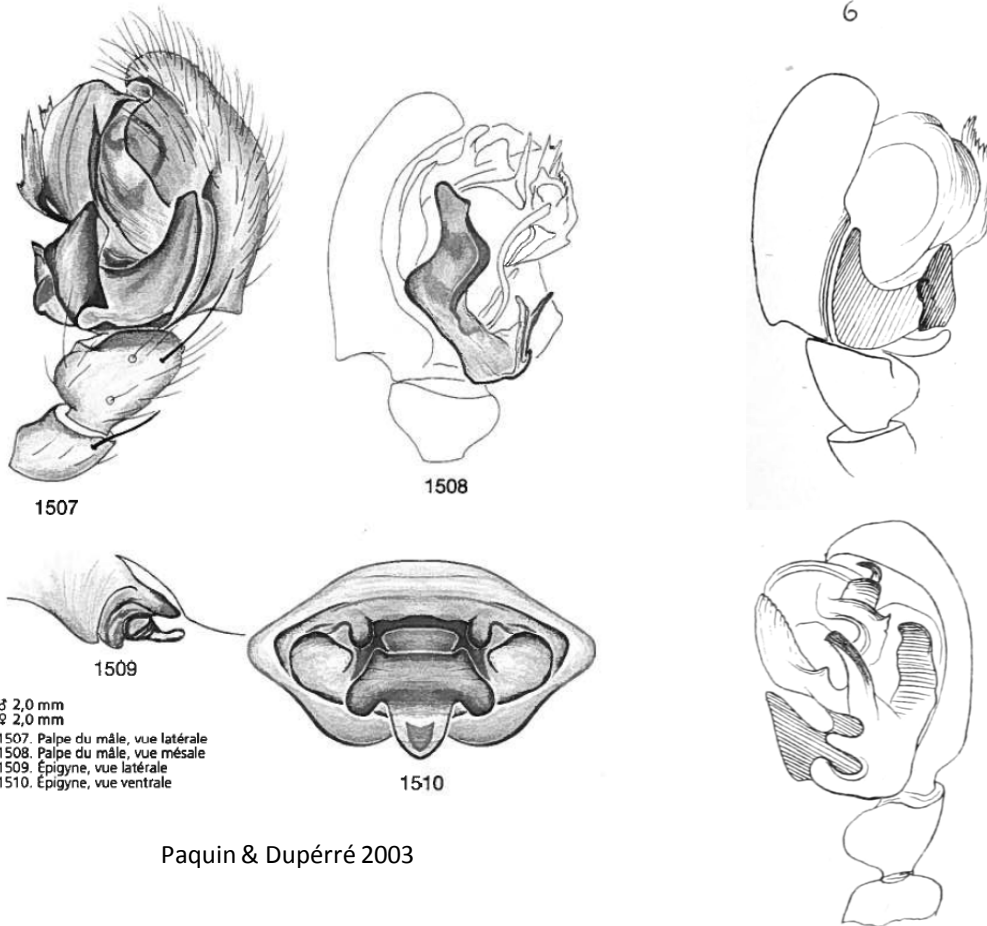 6
1507
1508
1509
♂ 2,0 mm
♀ 2,0 mm
1507. Palpe du mâle, vue latérale
1508. Palpe du mâle, vue mésale
1509. Épigyne, vue latérale
1510. Épigyne, vue ventrale
1510
Paquin & Dupérré 2003